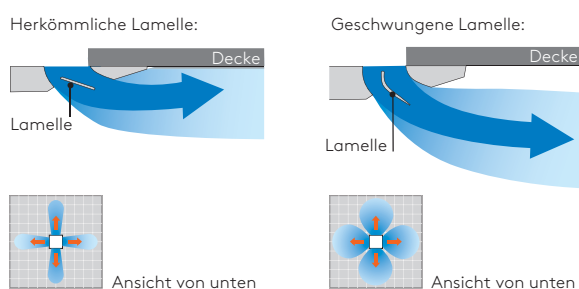 Herkömmliche Lamelle:
Decke
Lamelle
Ansicht von unten
Geschwungene Lamelle:
Decke
Lamelle
Ansicht von unten